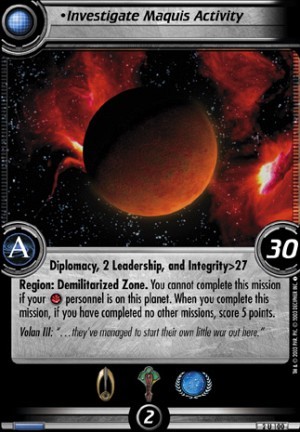 •Investigate Maquis Activity
A
30
Diplomacy, 2 Leadership, and Integrity>27
Region: Demilitarized Zone. You cannot complete this
mission if your personnel is on this planet. When you complete this
mission, if you have completed no other missions, score 5 points.
Volan III: “…they've managed to start their own little war out here.”
2